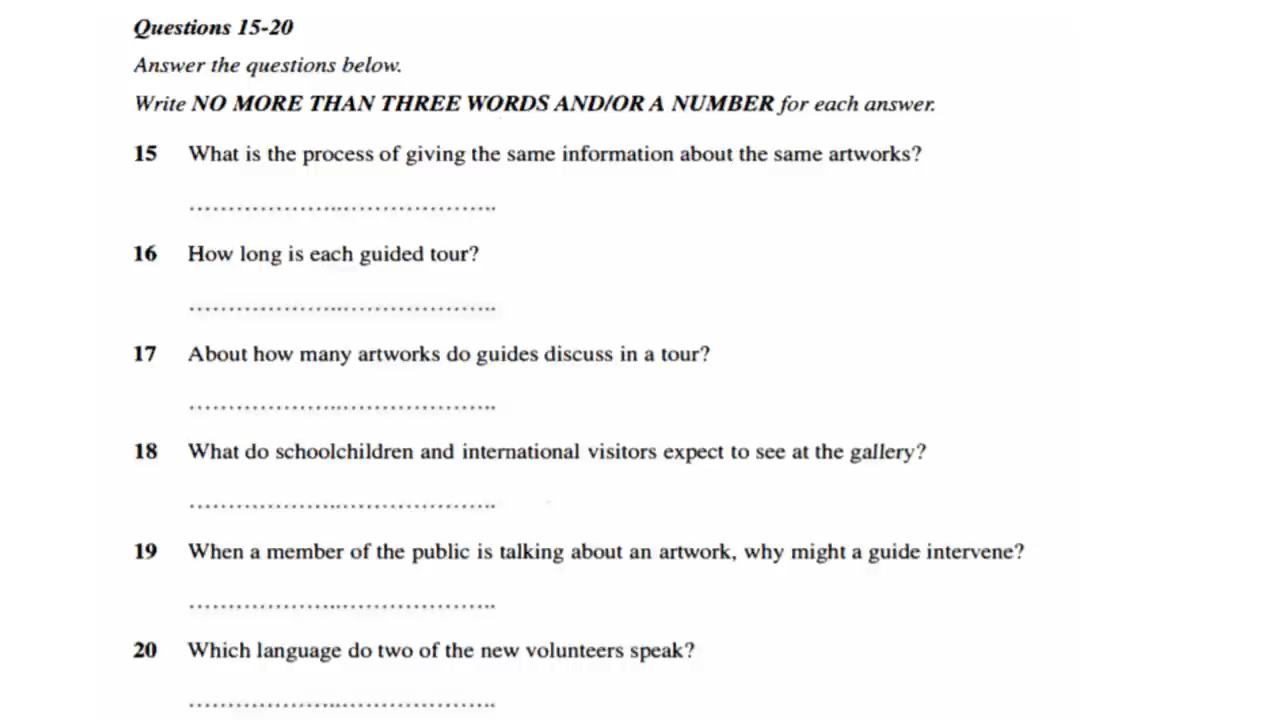 Questions 15-20
Answer the questions below.
Write NO MORE THAN THREE WORDS AND/OR A NUMBER for each answer.
15 What is the process of giving the same information about the same artworks?
........................................
16 How long is each guided tour?
........................................
17 About how many artworks do guides discuss in a tour?
........................................
18 What do schoolchildren and international visitors expect to see at the gallery?
........................................
19 When a member of the public is talking about an artwork, why might a guide intervene?
........................................
20 Which language do two of the new volunteers speak?
........................................